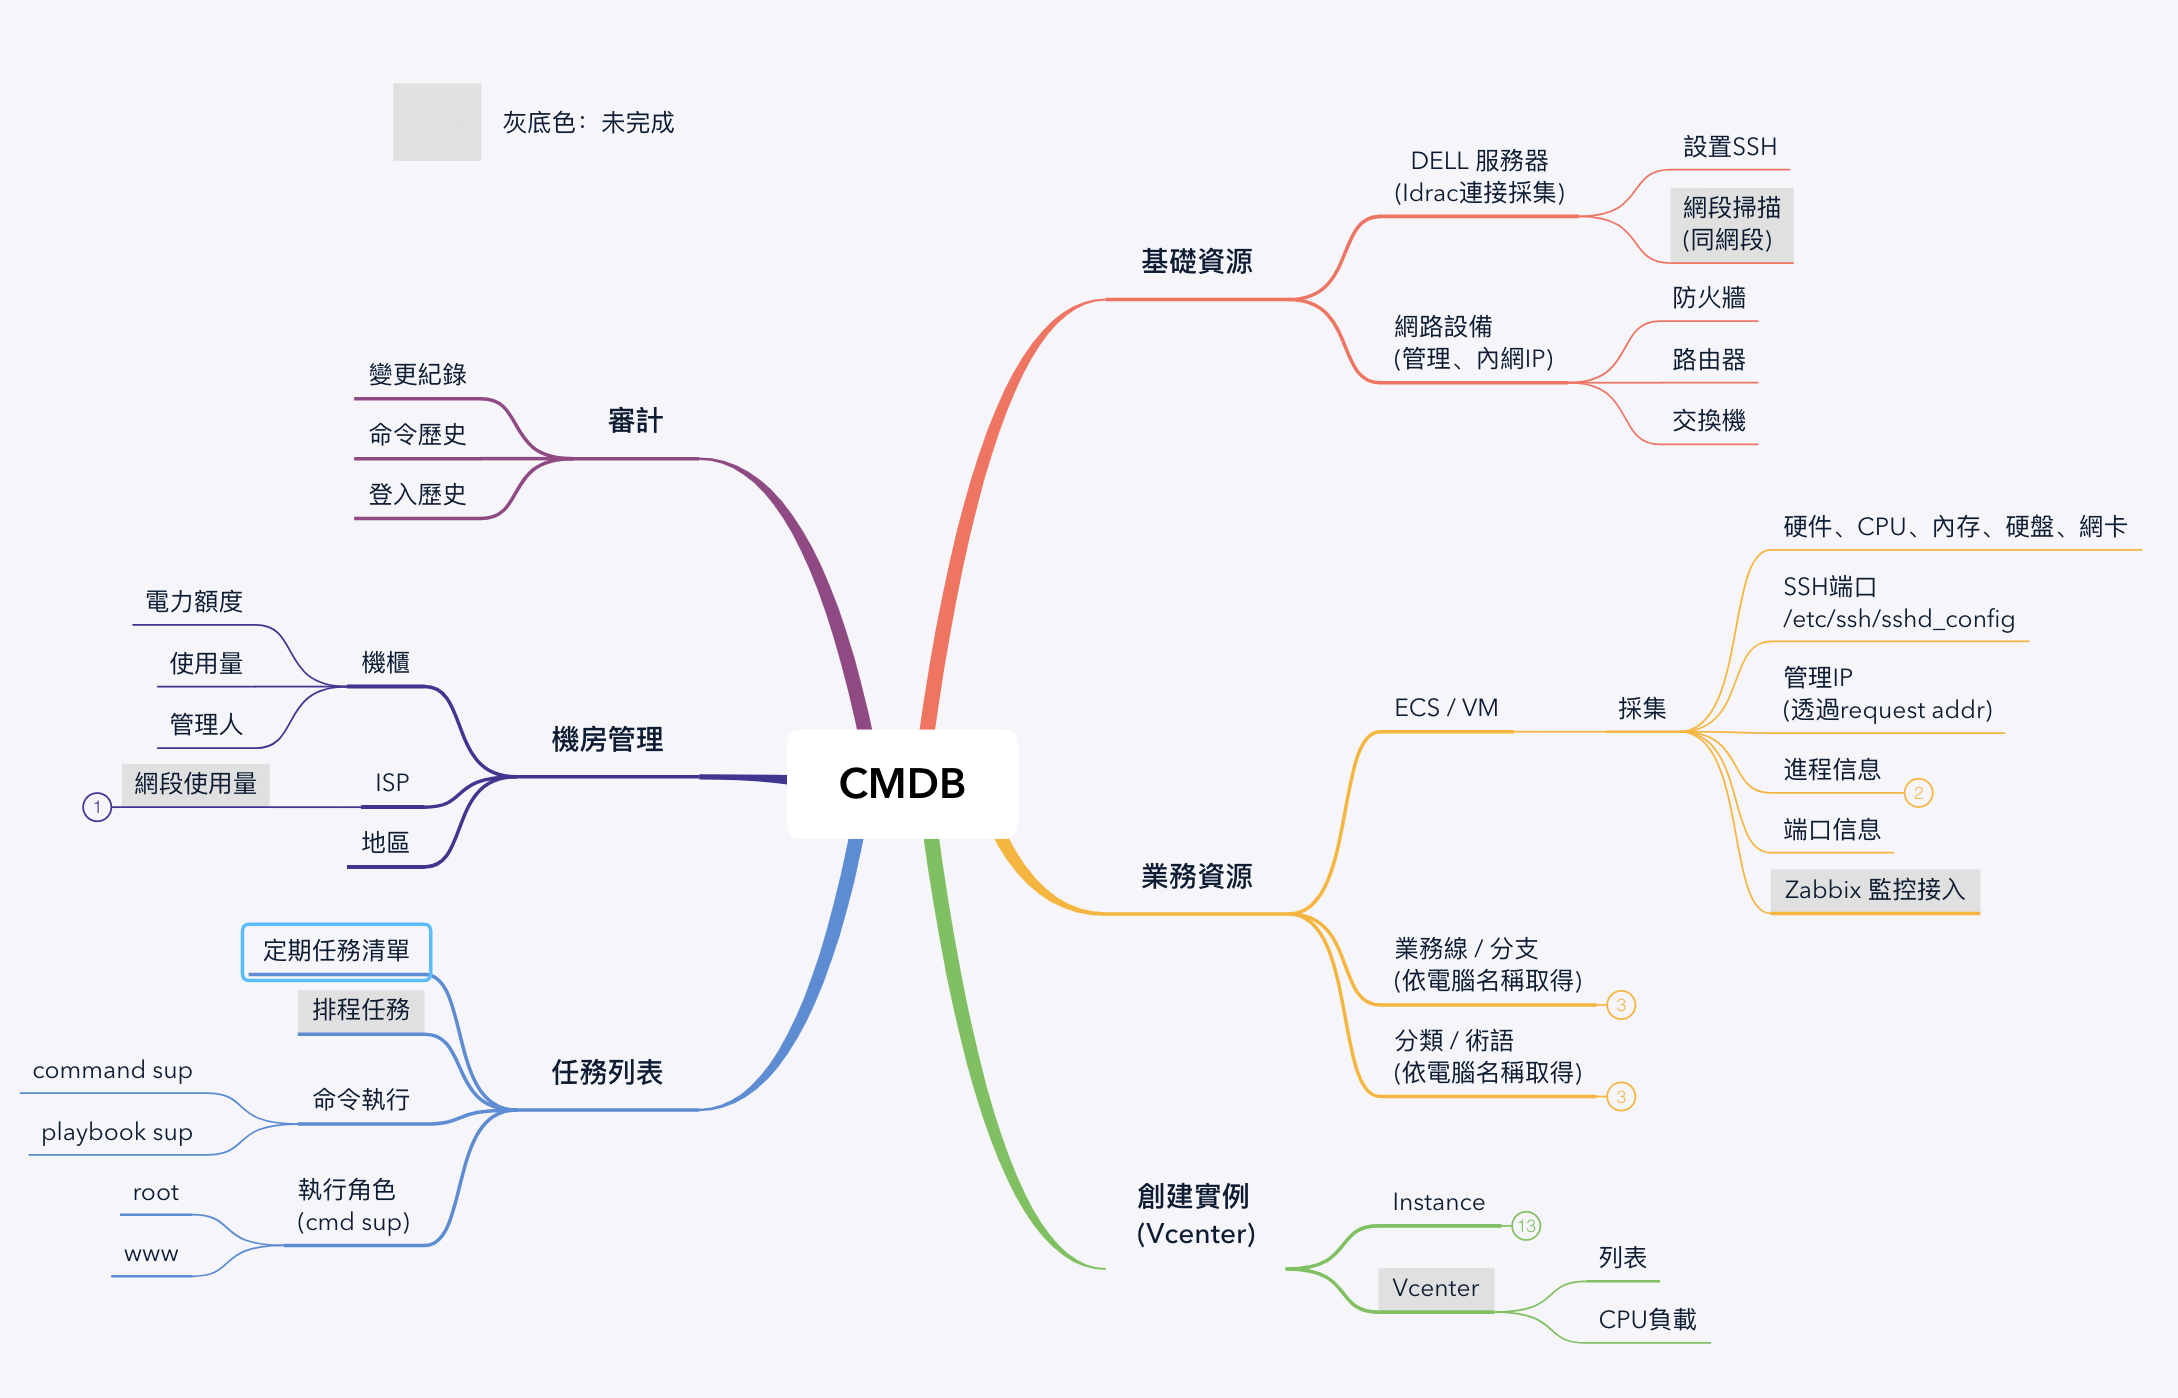 灰底色：未完成
CMDB
基礎資源
DELL 服務器
(Idrac連接採集)
設置SSH
網段掃描
(同網段)
網路設備
(管理、內網IP)
防火牆
路由器
交換機
業務資源
ECS / VM
採集
硬件、CPU、內存、硬盤、網卡
SSH端口
/etc/ssh/sshd_config
管理IP
(透過request addr)
進程信息
2
端口信息
Zabbix 監控接入
業務線 / 分支
(依電腦名稱取得)
3
分類 / 術語
(依電腦名稱取得)
3
創建實例
(Vcenter)
Instance
13
Vcenter
列表
CPU負載
審計
變更紀錄
命令歷史
登入歷史
機房管理
機櫃
電力額度
使用量
管理人
ISP
網段使用量
1
地區
任務列表
定期任務清單
排程任務
命令執行
command sup
playbook sup
執行角色
(cmd sup)
root
www